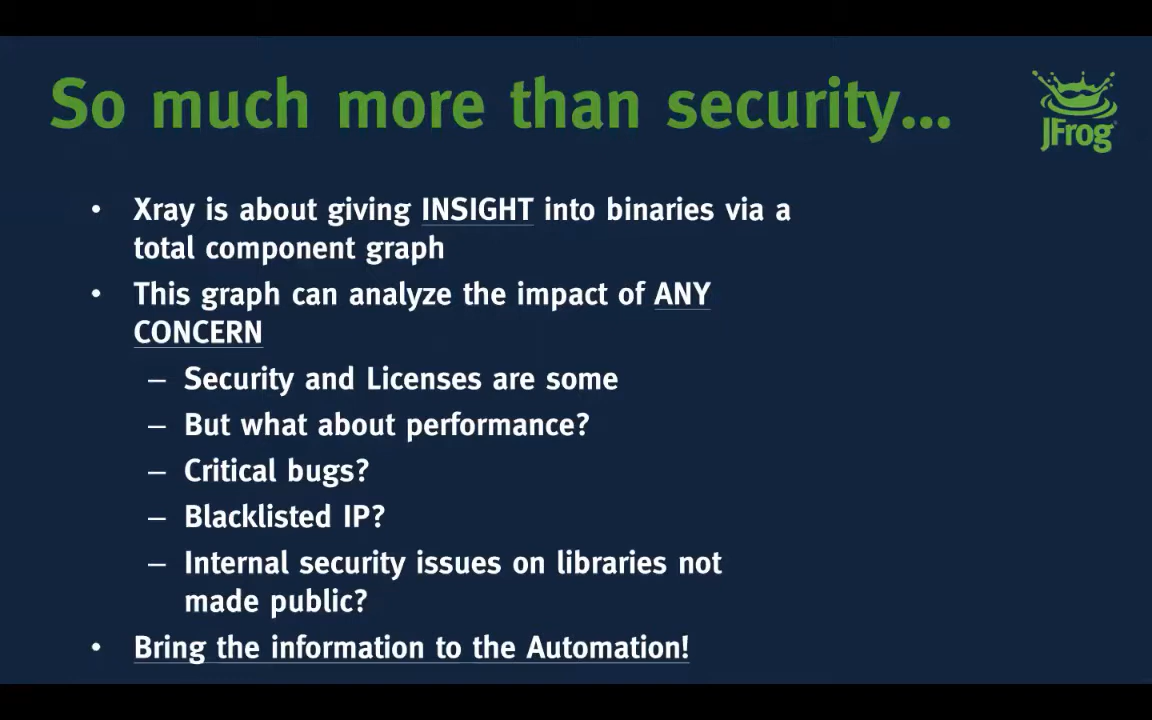 So much more than security...
JFrog
• Xray is about giving INSIGHT into binaries via a
total component graph
• This graph can analyze the impact of ANY
CONCERN
– Security and Licenses are some
– But what about performance?
– Critical bugs?
– Blacklisted IP?
– Internal security issues on libraries not
made public?
• Bring the information to the Automation!